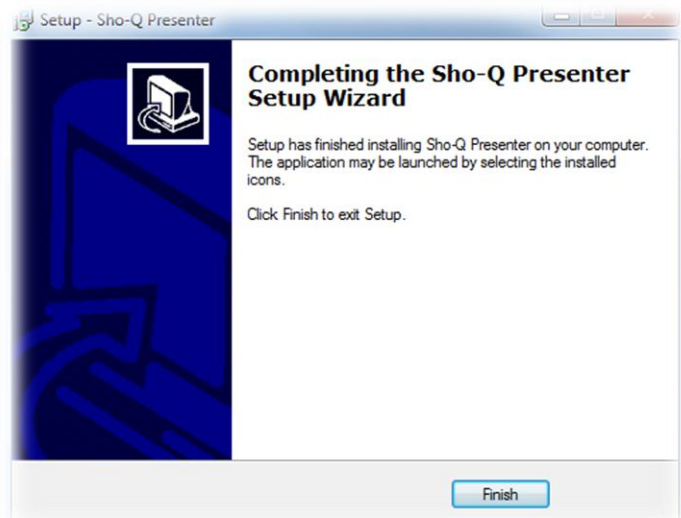 Setup - Sho-Q Presenter
Completing the Sho-Q Presenter
Setup Wizard
Setup has finished installing Sho-Q Presenter on your computer.
The application may be launched by selecting the installed
icons.
Click Finish to exit Setup.
Finish